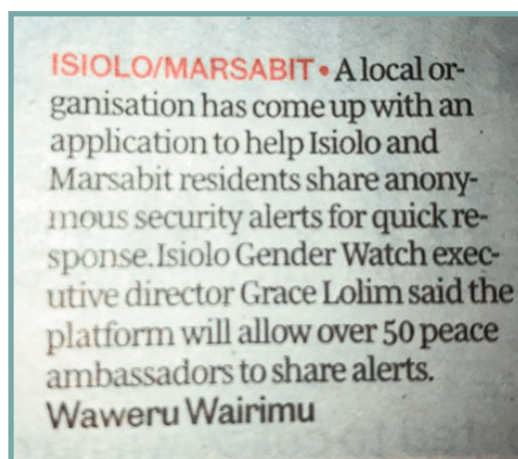 ISIOLO/MARSABIT • A local or-
ganisation has come up with an
application to help Isiolo and
Marsabit residents share anony-
mous security alerts for quick re-
sponse.Isiolo Gender Watch exec-
utive director Grace Lolim said the
platform will allow over 50 peace
ambassadors to share alerts.
Waweru Wairimu